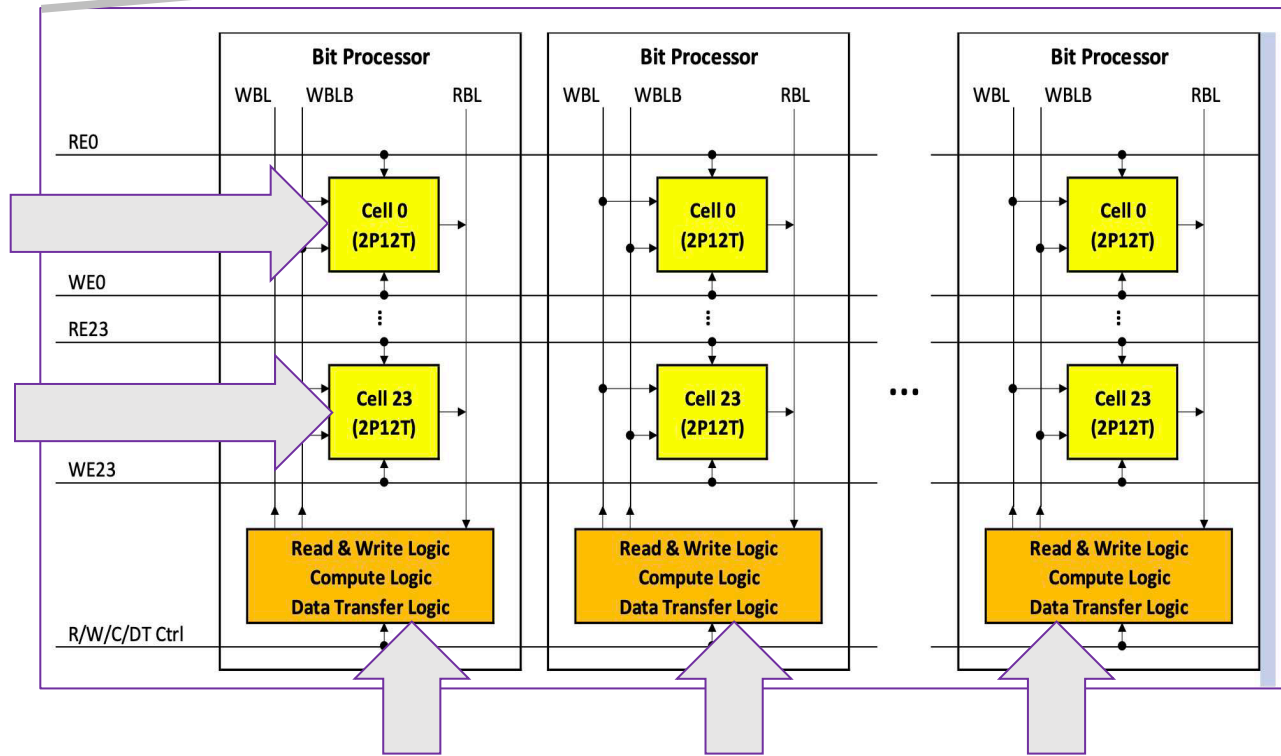 Bit Processor Bit Processor Bit Processor
WBL WBLB RBL WBL WBLB RBL WBL WBLB RBL
RE0
Cell 0 Cell 0 Cell 0
(2P12T) (2P12T) (2P12T)
WE0
RE23
Cell 23 Cell 23 Cell 23
(2P12T) (2P12T) (2P12T)
...
WE23
Read & Write Logic Read & Write Logic Read & Write Logic
Compute Logic Compute Logic Compute Logic
Data Transfer Logic Data Transfer Logic Data Transfer Logic
R/W/C/DT Ctrl